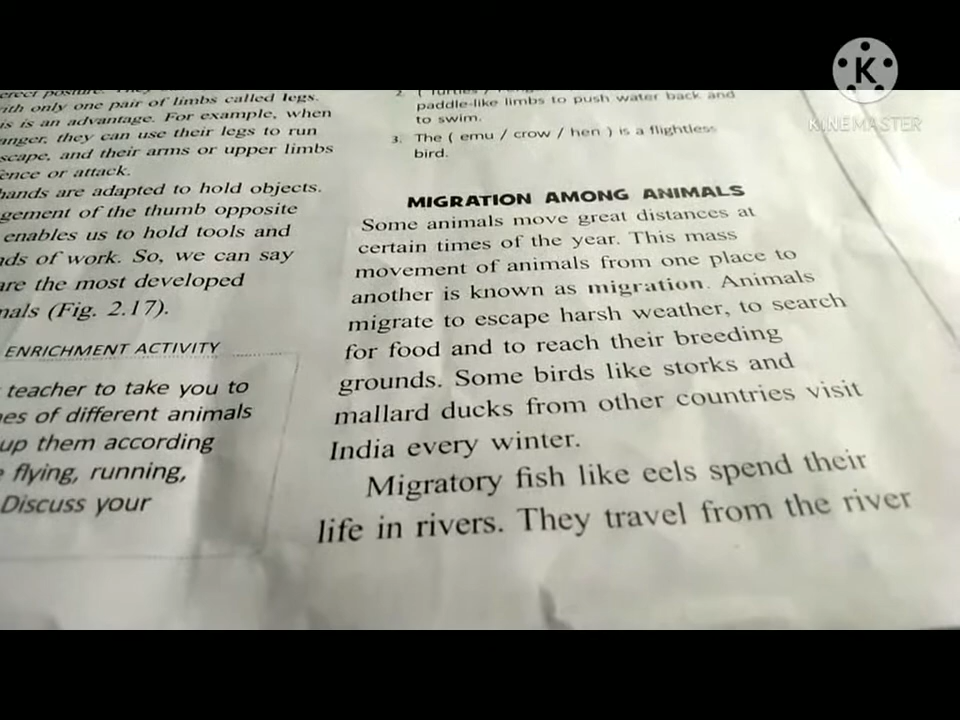 erect posture. They
with only one pair of limbs called legs.
is is an advantage. For example, when
anger, they can use their legs to run
scape, and their arms or upper limbs
ence or attack.
hands are adapted to hold objects.
gement of the thumb opposite
enables us to hold tools and
nds of work. So, we can say
are the most developed
mals (Fig. 2.17).
ENRICHMENT ACTIVITY
teacher to take you to
es of different animals
up them according
flying, running,
Discuss your
2. ( Turtles /
paddle-like limbs to push water back and
to swim.
3. The ( emu / crow / hen ) is a flightless
bird.
MIGRATION AMONG ANIMALS
Some animals move great distances at
certain times of the year. This mass
movement of animals from one place to
another is known as migration. Animals
migrate to escape harsh weather, to search
for food and to reach their breeding
grounds. Some birds like storks and
mallard ducks from other countries visit
India every winter.
Migratory fish like eels spend their
life in rivers. They travel from the river
K
KINEMASTER